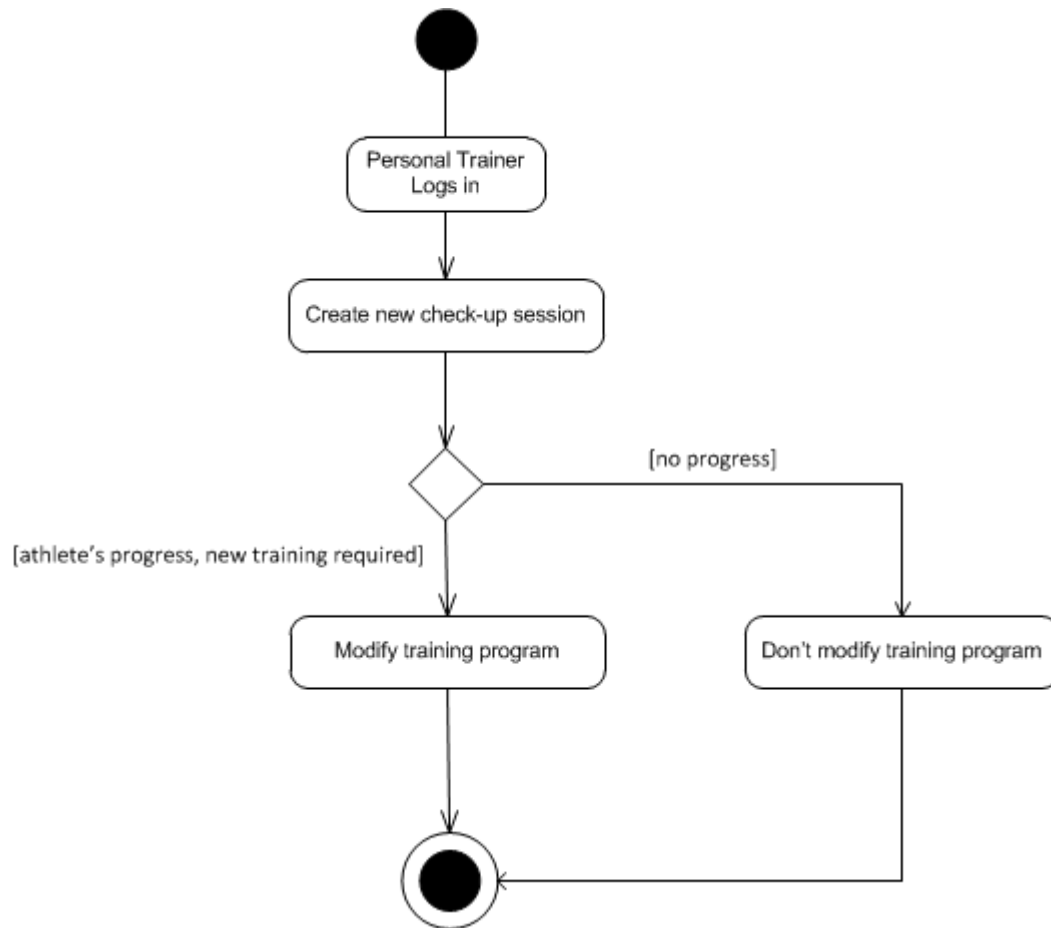 Personal Trainer
Logs in
Create new check-up session
[no progress]
[athlete's progress, new training required]
Modify training program
Don't modify training program